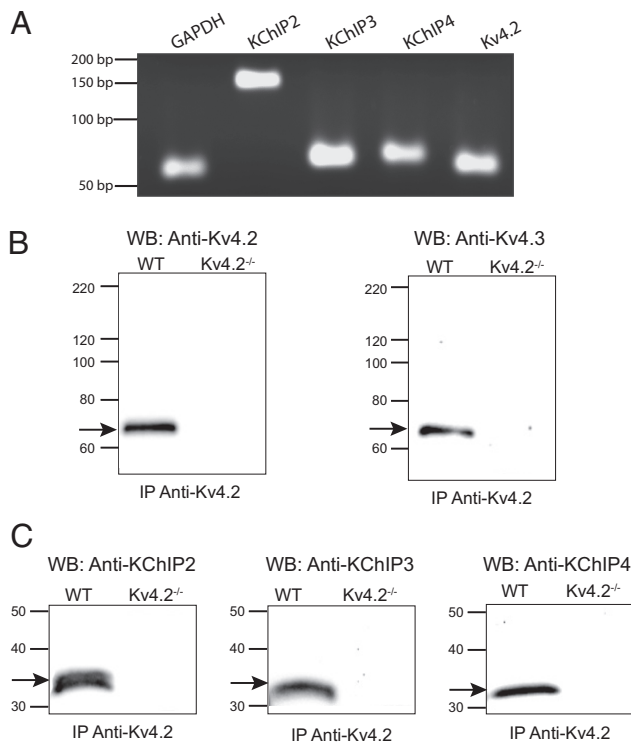 A
GAPDH KChIP2 KChIP3 KChIP4 Kv4.2
200 bp
150 bp
100 bp
50 bp
B
WB: Anti-Kv4.2
WT Kv4.2-/-
220
120
100
80
60
IP Anti-Kv4.2
WB: Anti-Kv4.3
WT Kv4.2-/-
220
120
100
80
60
IP Anti-Kv4.2
C
WB: Anti-KChIP2
WT Kv4.2-/-
50
40
30
IP Anti-Kv4.2
WB: Anti-KChIP3
WT Kv4.2-/-
50
40
30
IP Anti-Kv4.2
WB: Anti-KChIP4
WT Kv4.2-/-
50
40
30
IP Anti-Kv4.2